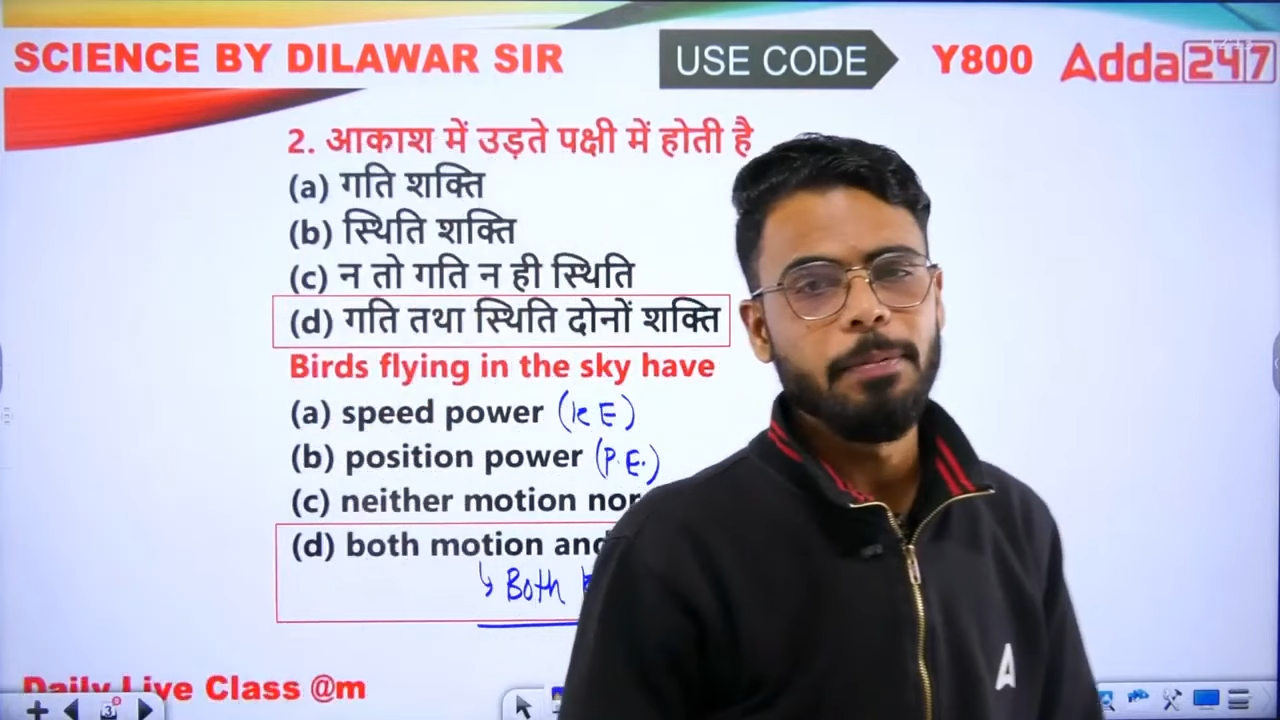 SCIENCE BY DILAWAR SIR
USE CODE
Y800
Adda247
2. आकाश में उड़ते पक्षी में होती है
(a) गति शक्ति
(b) स्थिति शक्ति
(c) न तो गति न ही स्थिति
(d) गति तथा स्थिति दोनों शक्ति
Birds flying in the sky have
(a) speed power (KE)
(b) position power (P.E.)
(c) neither motion nor
(d) both motion and
Both
Daily Live Class @m
3
A